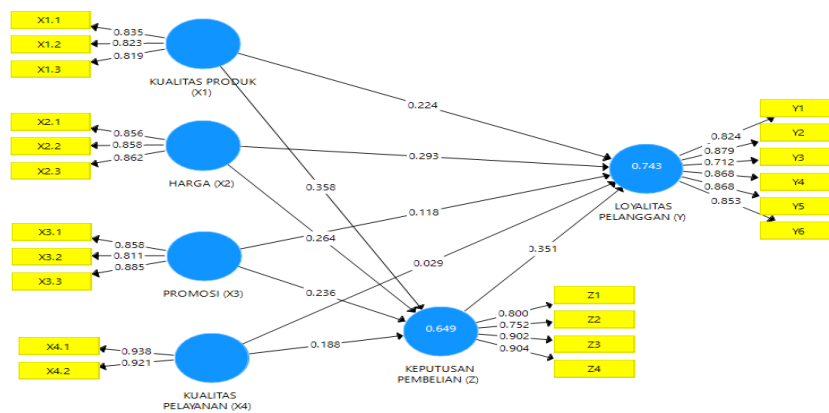 X1.1
X1.2
X1.3
0.835
0.823
0.819
KUALITAS PRODUK
(X1)
X2.1
X2.2
X2.3
0.856
0.858
0.862
HARGA (X2)
X3.1
X3.2
X3.3
0.858
0.811
0.885
PROMOSI (X3)
X4.1
X4.2
0.938
0.921
KUALITAS
PELAYANAN (X4)
0.224
0.293
0.358
0.118
0.264
0.029
0.236
0.351
0.188
0.743
LOYALITAS
PELANGGAN (Y)
0.824
0.879
0.712
0.868
0.868
0.853
Y1
Y2
Y3
Y4
Y5
Y6
0.649
KEPUTUSAN
PEMBELIAN (Z)
0.800
0.752
0.902
0.904
Z1
Z2
Z3
Z4